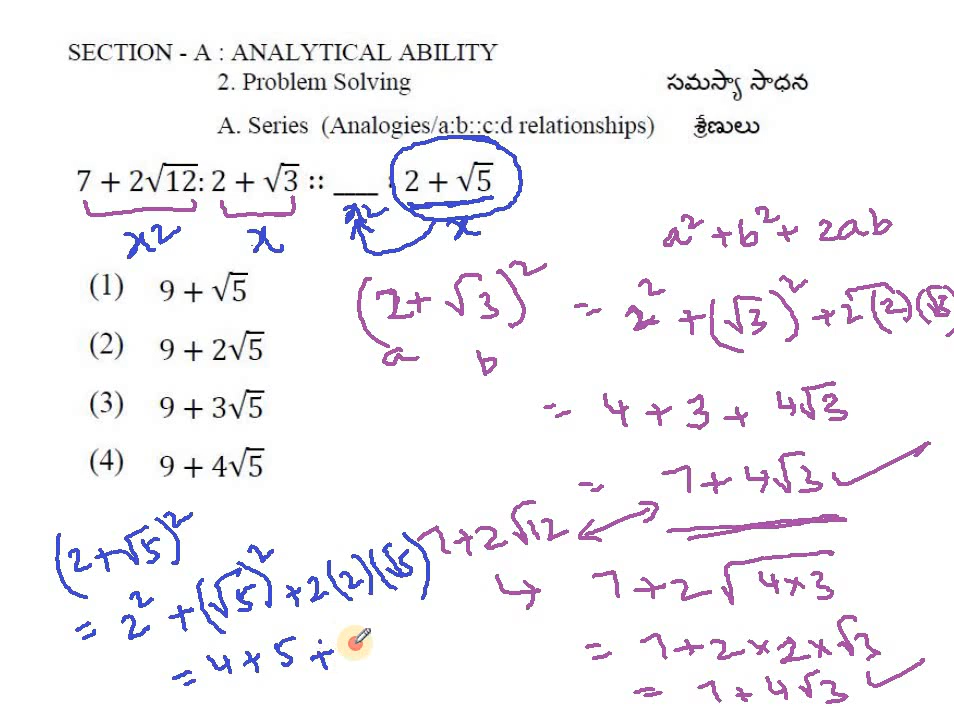 SECTION - A : ANALYTICAL ABILITY
2. Problem Solving సమస్యా సాధన
A. Series (Analogies/a:b::c:d relationships) శ్రేణులు
7 + 2√12: 2 + √3 :: ____ : 2 + √5
x² x x² x
a² + b² + 2ab
(1) 9 + √5
(2) 9 + 2√5
(3) 9 + 3√5
(4) 9 + 4√5
(2 + √3)² = 2² + (√3)² + 2(2)(√3)
a b
= 4 + 3 + 4√3
= 7 + 4√3
7 + 2√12
↳ 7 + 2√4×3
= 7 + 2 × 2 × √3
= 7 + 4√3
(2 + √5)²
= 2² + (√5)² + 2(2)(√5)
= 4 + 5 +